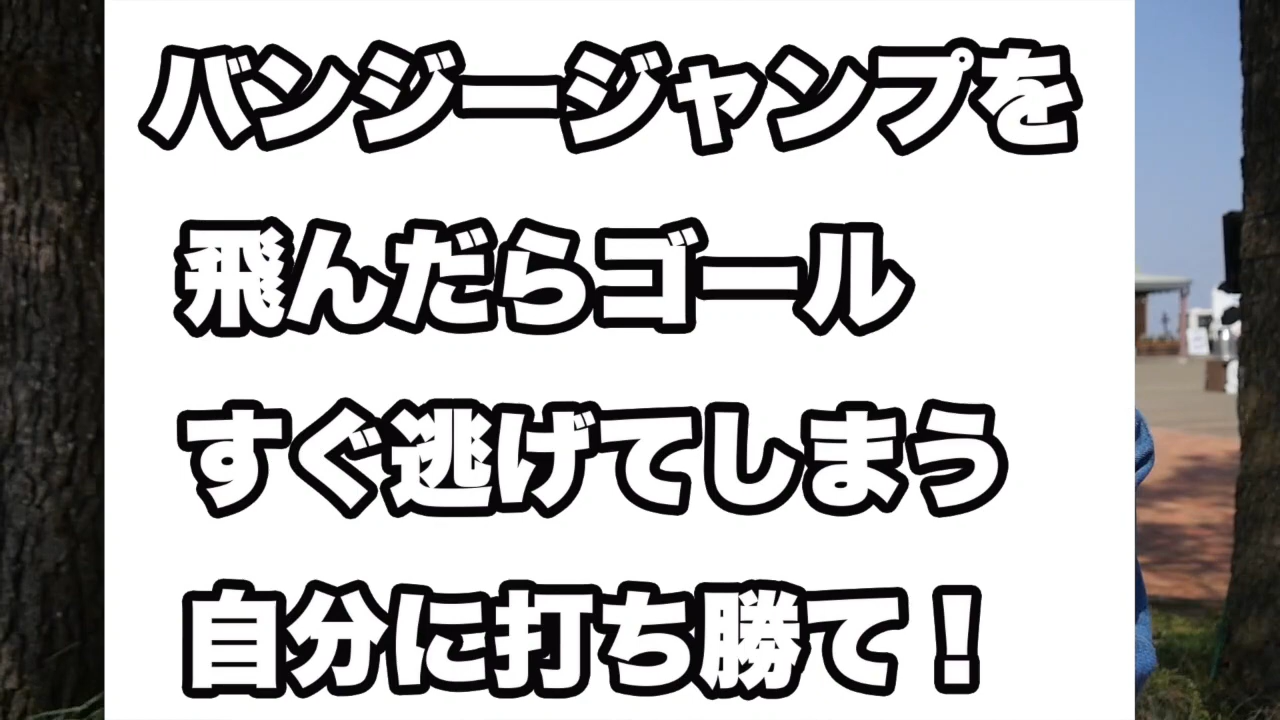 バンジージャンプを
飛んだらゴール
すぐ逃げてしまう
自分に打ち勝て！